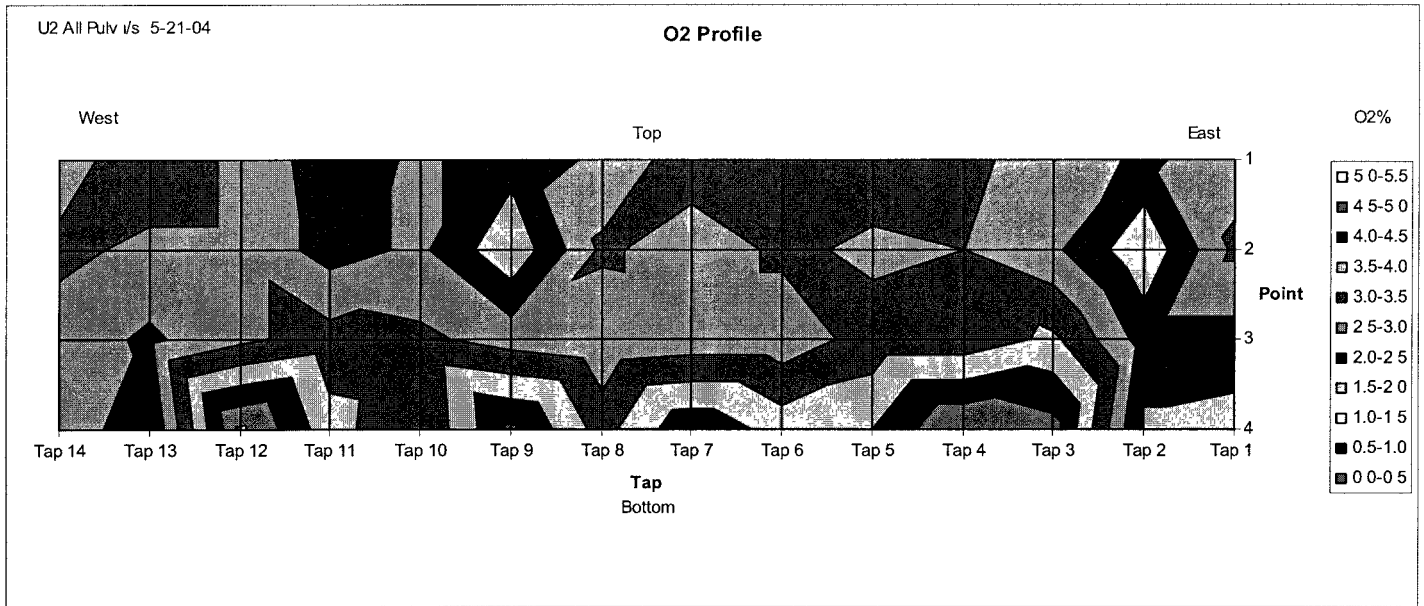 U2 All Pulv i/s 5-21-04
O2 Profile
West
Top
East
O2%
1
2
3
4
Point
5 0-5.5
4 5-5 0
4.0-4.5
3.5-4.0
3.0-3.5
2 5-3.0
2.0-2 5
1.5-2 0
1.0-1 5
0.5-1.0
0 0-0 5
Tap 14 Tap 13 Tap 12 Tap 11 Tap 10 Tap 9 Tap 8 Tap 7 Tap 6 Tap 5 Tap 4 Tap 3 Tap 2 Tap 1
Tap
Bottom